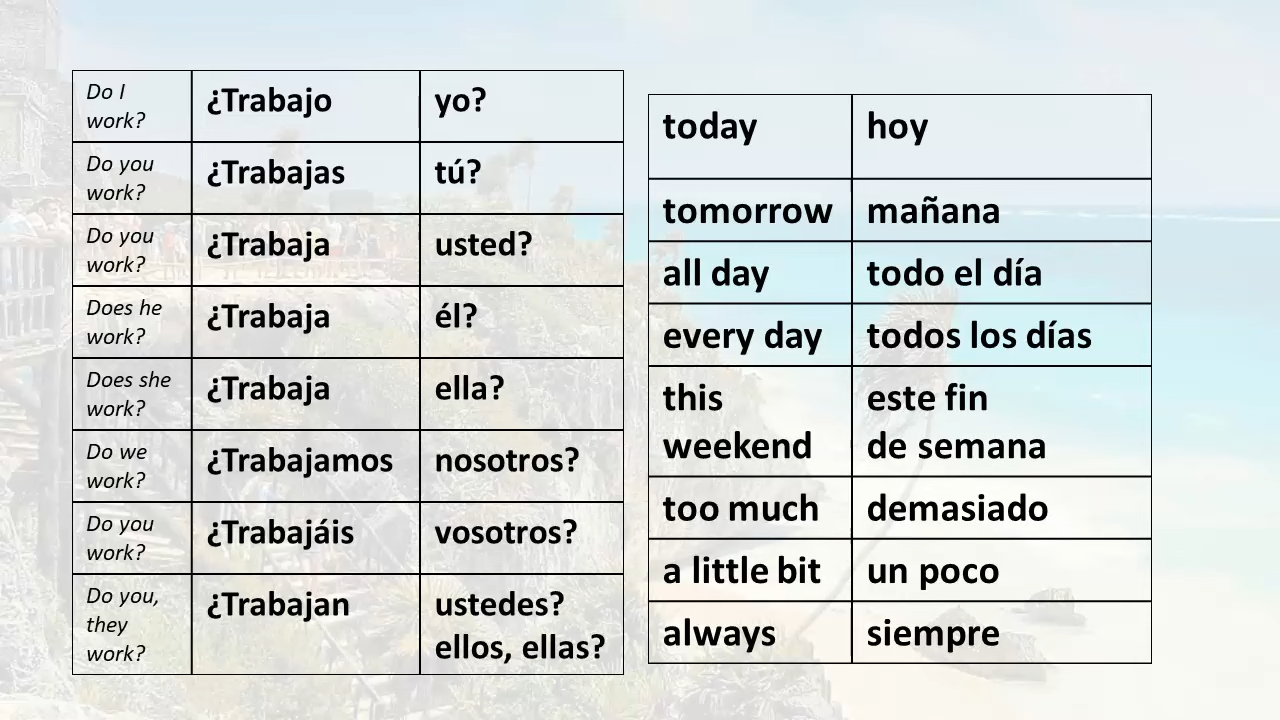 Do I
work?
¿Trabajo
yo?
Do you
work?
¿Trabajas
tú?
Do you
work?
¿Trabaja
usted?
Does he
work?
¿Trabaja
él?
Does she
work?
¿Trabaja
ella?
Do we
work?
¿Trabajamos
nosotros?
Do you
work?
¿Trabajáis
vosotros?
Do you,
they
work?
¿Trabajan
ustedes?
ellos, ellas?
today
hoy
tomorrow
mañana
all day
todo el día
every day
todos los días
this
weekend
este fin
de semana
too much
demasiado
a little bit
un poco
always
siempre